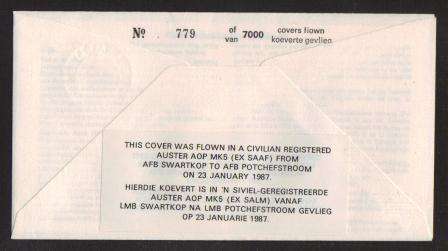 No. 779 of 7000 covers flown
van koeverte gevlieg
THIS COVER WAS FLOWN IN A CIVILIAN REGISTERED
AUSTER AOP MK5 (EX SAAF) FROM
AFB SWARTKOP TO AFB POTCHEFSTROOM
ON 23 JANUARY 1987.
HIERDIE KOEVERT IS IN 'N SIVIEL-GEREGISTREERDE
AUSTER AOP MK5 (EX SALM) VANAF
LMB SWARTKOP NA LMB POTCHEFSTROOM GEVLIEG
OP 23 JANUARIE 1987.